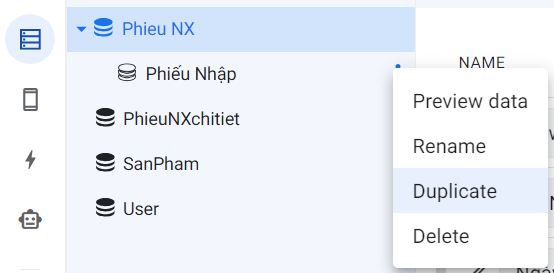 Phieu NX
NAME
Phiếu Nhập
Preview data
PhieuNXchitiet
Rename
SanPham
Duplicate
User
Delete